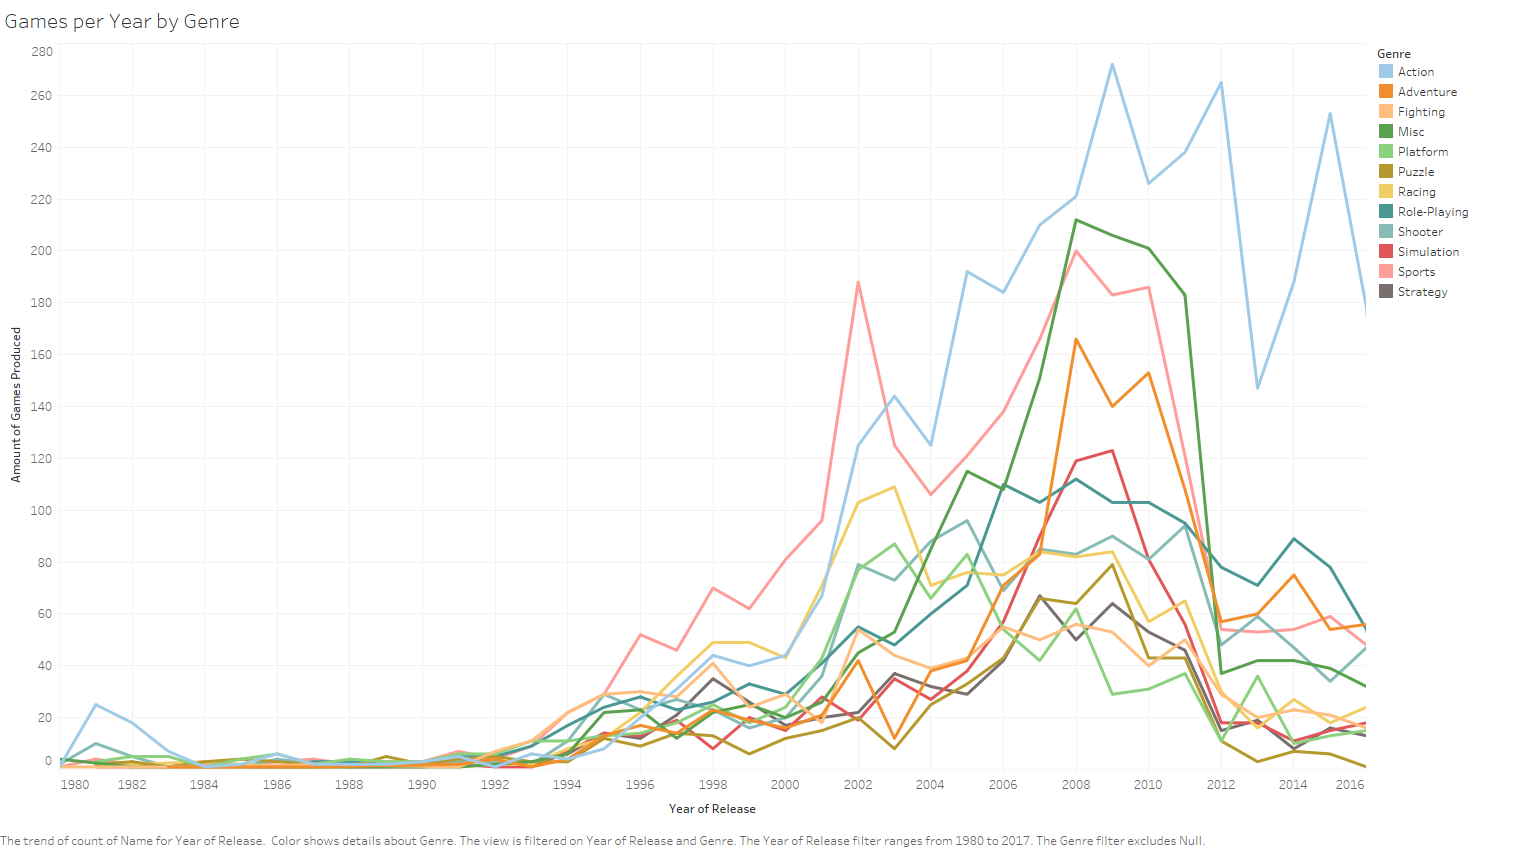 Games per Year by Genre
280
260
240
220
200
180
160
140
120
100
80
60
40
20
0
Amount of Games Produced
1980 1982 1984 1986 1988 1990 1992 1994 1996 1998 2000 2002 2004 2006 2008 2010 2012 2014 2016
Year of Release
Genre
Action
Adventure
Fighting
Misc
Platform
Puzzle
Racing
Role-Playing
Shooter
Simulation
Sports
Strategy
The trend of count of Name for Year of Release. Color shows details about Genre. The view is filtered on Year of Release and Genre. The Year of Release filter ranges from 1980 to 2017. The Genre filter excludes Null.